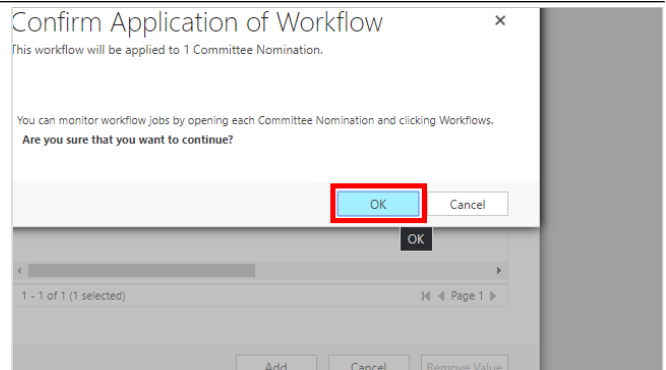 Confirm Application of Workflow
This workflow will be applied to 1 Committee Nomination.
You can monitor workflow jobs by opening each Committee Nomination and clicking Workflows.
Are you sure that you want to continue?
OK Cancel
OK
1 - 1 of 1 (1 selected) Page 1
Add Cancel Remove Value